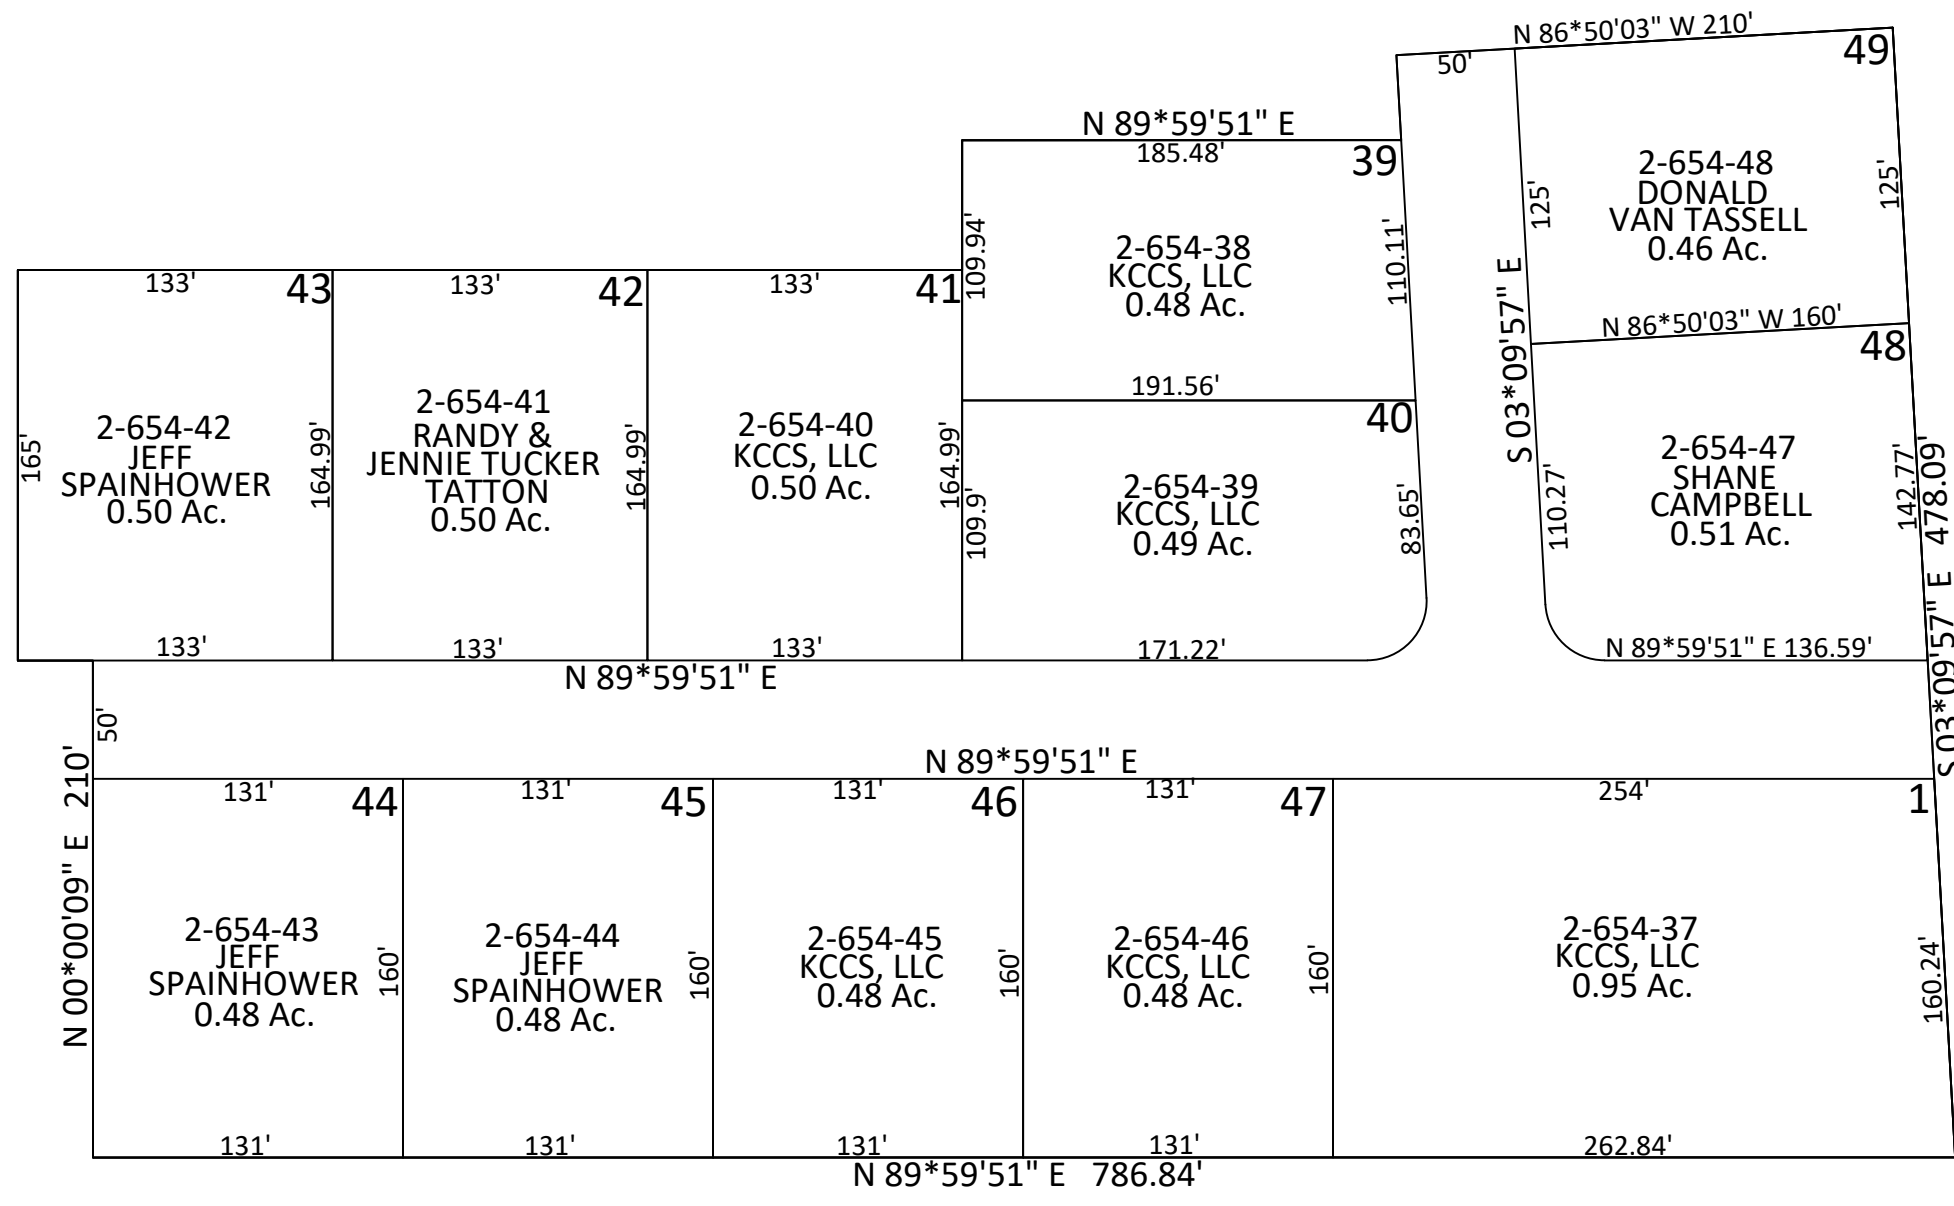 N 86*50'03" W 210'
50'
49
2-654-48
DONALD
VAN TASSELL
0.46 Ac.
125'
125'
N 86*50'03" W 160'
N 89*59'51" E
185.48'
39
109.94'
2-654-38
KCCS, LLC
0.48 Ac.
110.11'
191.56'
S 03*09'57" E
48
2-654-47
SHANE
CAMPBELL
0.51 Ac.
110.27'
142.77'
N 89*59'51" E 136.59'
S 03*09'57" E 478.09'
133'
43
2-654-42
JEFF
SPAINHOWER
0.50 Ac.
165'
164.99'
133'
133'
42
2-654-41
RANDY &
JENNIE TUCKER
TATTON
0.50 Ac.
164.99'
133'
133'
41
2-654-40
KCCS, LLC
0.50 Ac.
164.99'
133'
40
109.9'
2-654-39
KCCS, LLC
0.49 Ac.
83.65'
171.22'
N 89*59'51" E
50'
N 00*00'09" E 210'
N 89*59'51" E
131'
44
2-654-43
JEFF
SPAINHOWER
0.48 Ac.
160'
131'
131'
45
2-654-44
JEFF
SPAINHOWER
0.48 Ac.
160'
131'
131'
46
2-654-45
KCCS, LLC
0.48 Ac.
160'
131'
131'
47
2-654-46
KCCS, LLC
0.48 Ac.
160'
131'
254'
1
2-654-37
KCCS, LLC
0.95 Ac.
160.24'
262.84'
N 89*59'51" E 786.84'